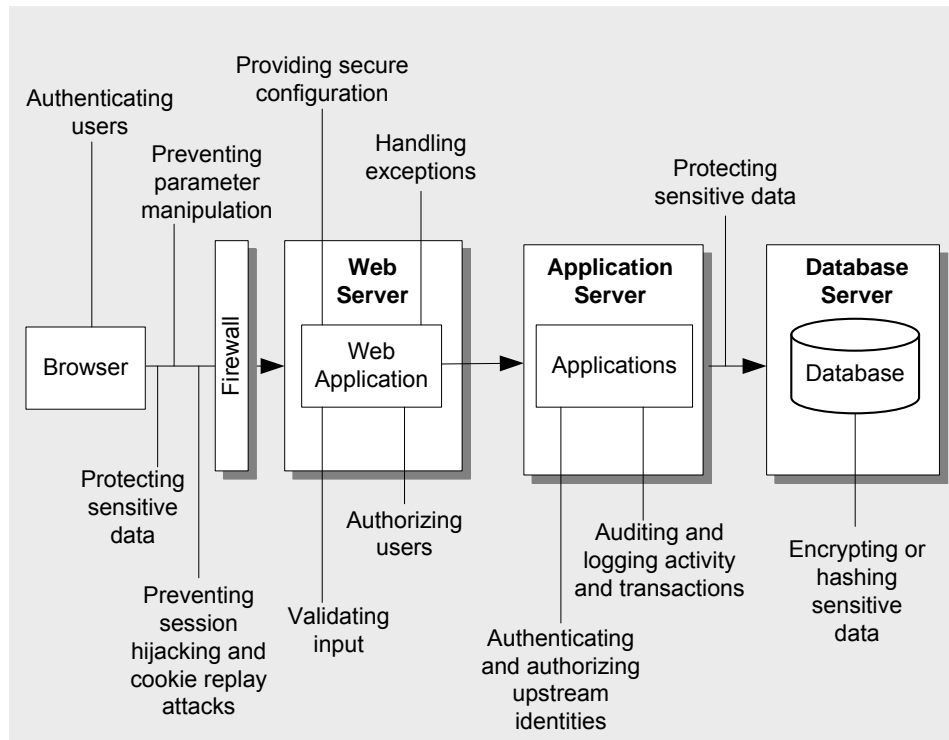 Providing secure
configuration
Authenticating
users
Handling
exceptions
Preventing
parameter
manipulation
Protecting
sensitive data
Browser
Firewall
Web
Server
Web
Application
Application
Server
Applications
Database
Server
Database
Protecting
sensitive
data
Preventing
session
hijacking and
cookie replay
attacks
Validating
input
Authorizing
users
Authenticating
and authorizing
upstream
identities
Auditing and
logging activity
and transactions
Encrypting or
hashing
sensitive
data